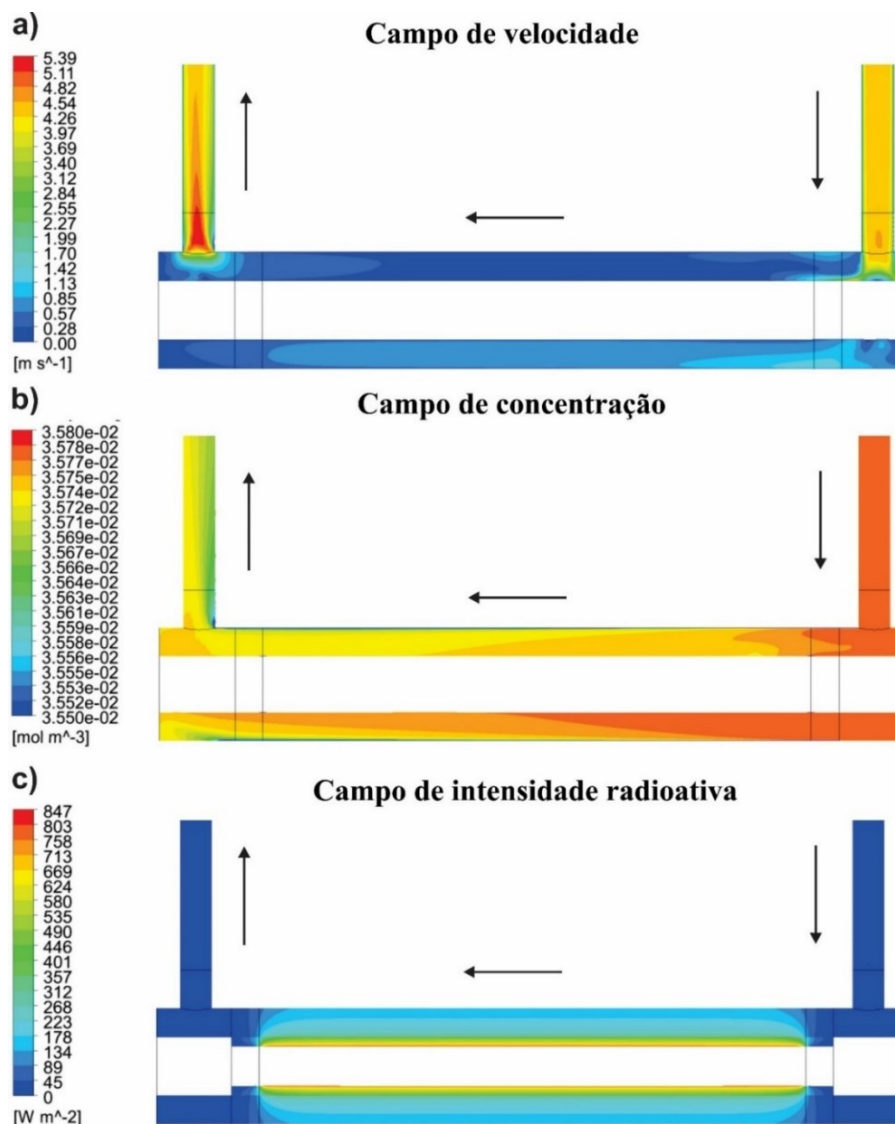 a)
Campo de velocidade
5.39
5.11
4.82
4.54
4.26
3.97
3.69
3.40
3.12
2.84
2.55
2.27
1.99
1.70
1.42
1.13
0.85
0.57
0.28
0.00
[m s^-1]
b)
Campo de concentração
3.580e-02
3.578e-02
3.577e-02
3.575e-02
3.574e-02
3.572e-02
3.571e-02
3.569e-02
3.567e-02
3.566e-02
3.564e-02
3.563e-02
3.561e-02
3.559e-02
3.558e-02
3.556e-02
3.555e-02
3.553e-02
3.552e-02
3.550e-02
[mol m^-3]
c)
Campo de intensidade radioativa
847
803
758
713
669
624
580
535
490
446
401
357
312
268
223
178
134
89
45
0
[W m^-2]